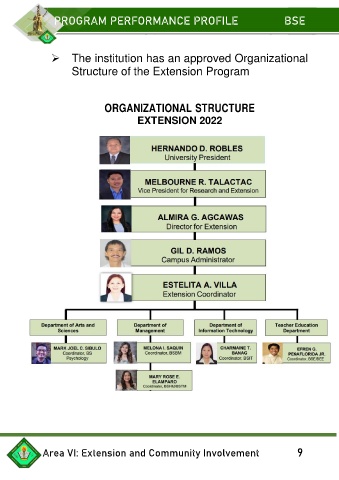 PROGRAM PERFORMANCE PROFILE BSE
➢ The institution has an approved Organizational
Structure of the Extension Program
ORGANIZATIONAL STRUCTURE
EXTENSION 2022
HERNANDO D. ROBLES
University President
MELBOURNE R. TALACTAC
Vice President for Research and Extension
ALMIRA G. AGCAWAS
Director for Extension
GIL D. RAMOS
Campus Administrator
ESTELITA A. VILLA
Extension Coordinator
Department of Arts and
Sciences
MARK JOEL C. SIBULO
Coordinator, BS
Psychology
Department of
Management
MELONA I. SAQUIN
Coordinator, BSBM
MARY ROSE E.
ELAMPARO
Coordinator,
Department of
Information Technology
CHARMAINE T.
BANAG
Coordinator, BSIT
Teacher Education
Department
EFREN G.
PEÑAFLORIDA JR.
Coordinator, BSE/BEE
Area VI: Extension and Community Involvement 9